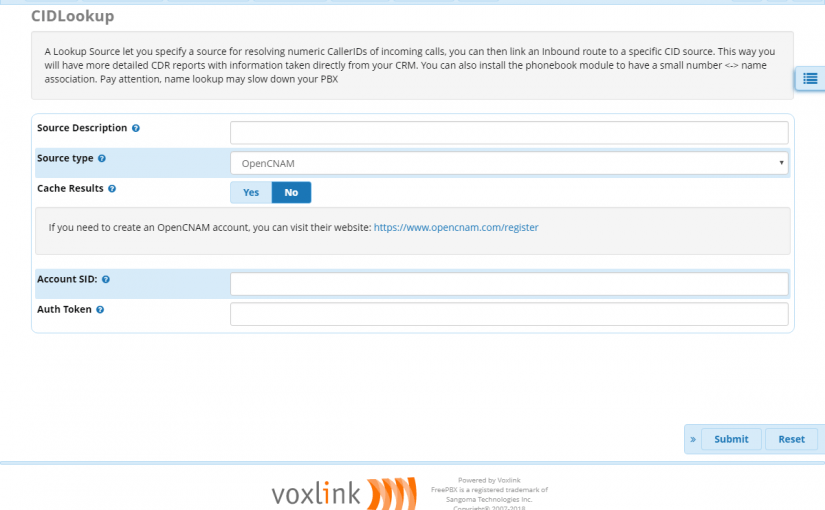 CIDLookup
A Lookup Source let you specify a source for resolving numeric CallerIDs of incoming calls, you can then link an Inbound route to a specific CID source. This way you
will have more detailed CDR reports with information taken directly from your CRM. You can also install the phonebook module to have a small number <-> name
association. Pay attention, name lookup may slow down your PBX
Source Description
Source type
OpenCNAM
Cache Results
Yes No
If you need to create an OpenCNAM account, you can visit their website: https://www.opencnam.com/register
Account SID:
Auth Token
» Submit Reset
voxlink
Powered by Voxlink
FreePBX is a registered trademark of
Sangoma Technologies Inc.
Copyright© 2007-2018